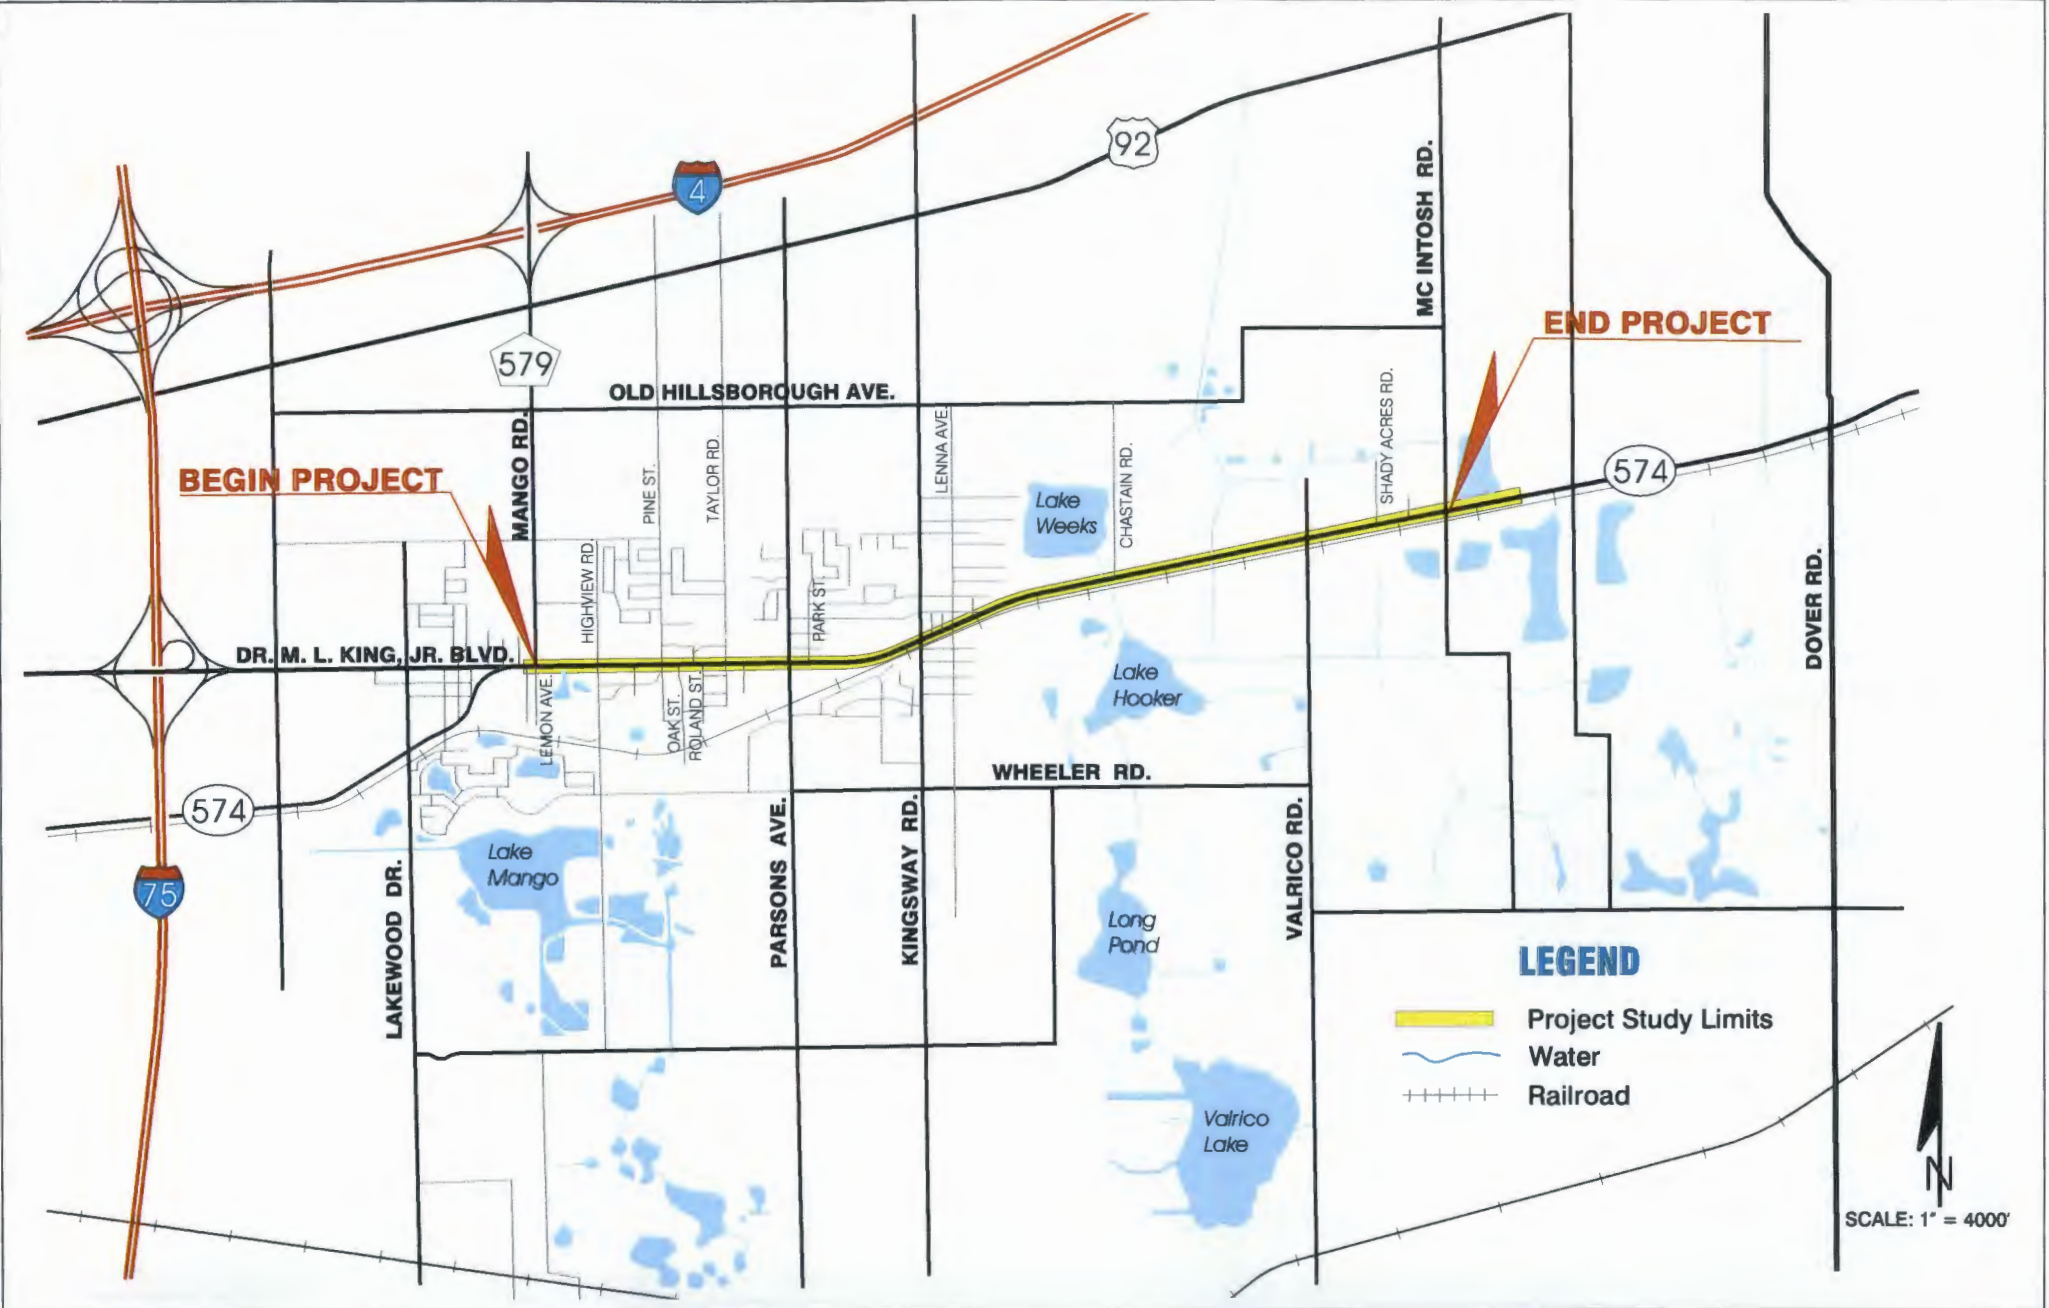 92
4
MC INTOSH RD.
END PROJECT
579
OLD HILLSBOROUGH AVE.
SHADY ACRES RD.
MANGO RD.
LENNA AVE.
574
BEGIN PROJECT
PINE ST.
TAYLOR RD.
CHASTAIN RD.
Lake
Weeks
HIGHVIEW RD.
PARK ST.
DOVER RD.
DR. M. L. KING, JR. BLVD.
Lake
Hooker
LEMON AVE.
OAK ST.
ROLAND ST.
WHEELER RD.
574
PARSONS AVE.
KINGSWAY RD.
VALRICO RD.
Lake
Mango
75
LAKEWOOD DR.
Long
Pond
LEGEND
Project Study Limits
Water
Railroad
Valrico
Lake
N
SCALE: 1" = 4000'